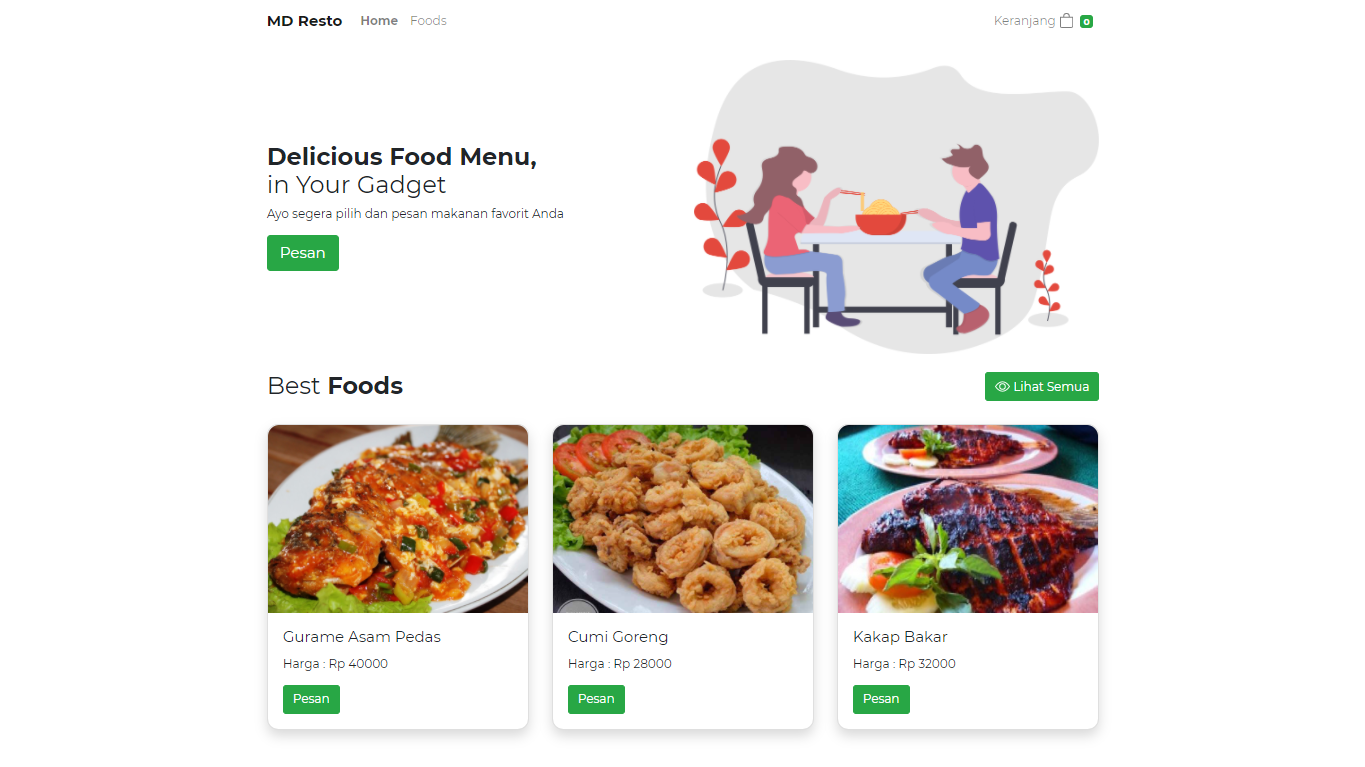 MD Resto Home Foods Keranjang 0
Delicious Food Menu,
in Your Gadget
Ayo segera pilih dan pesan makanan favorit Anda
Pesan
Best Foods Lihat Semua
Gurame Asam Pedas
Harga : Rp 40000
Pesan
Cumi Goreng
Harga : Rp 28000
Pesan
Kakap Bakar
Harga : Rp 32000
Pesan